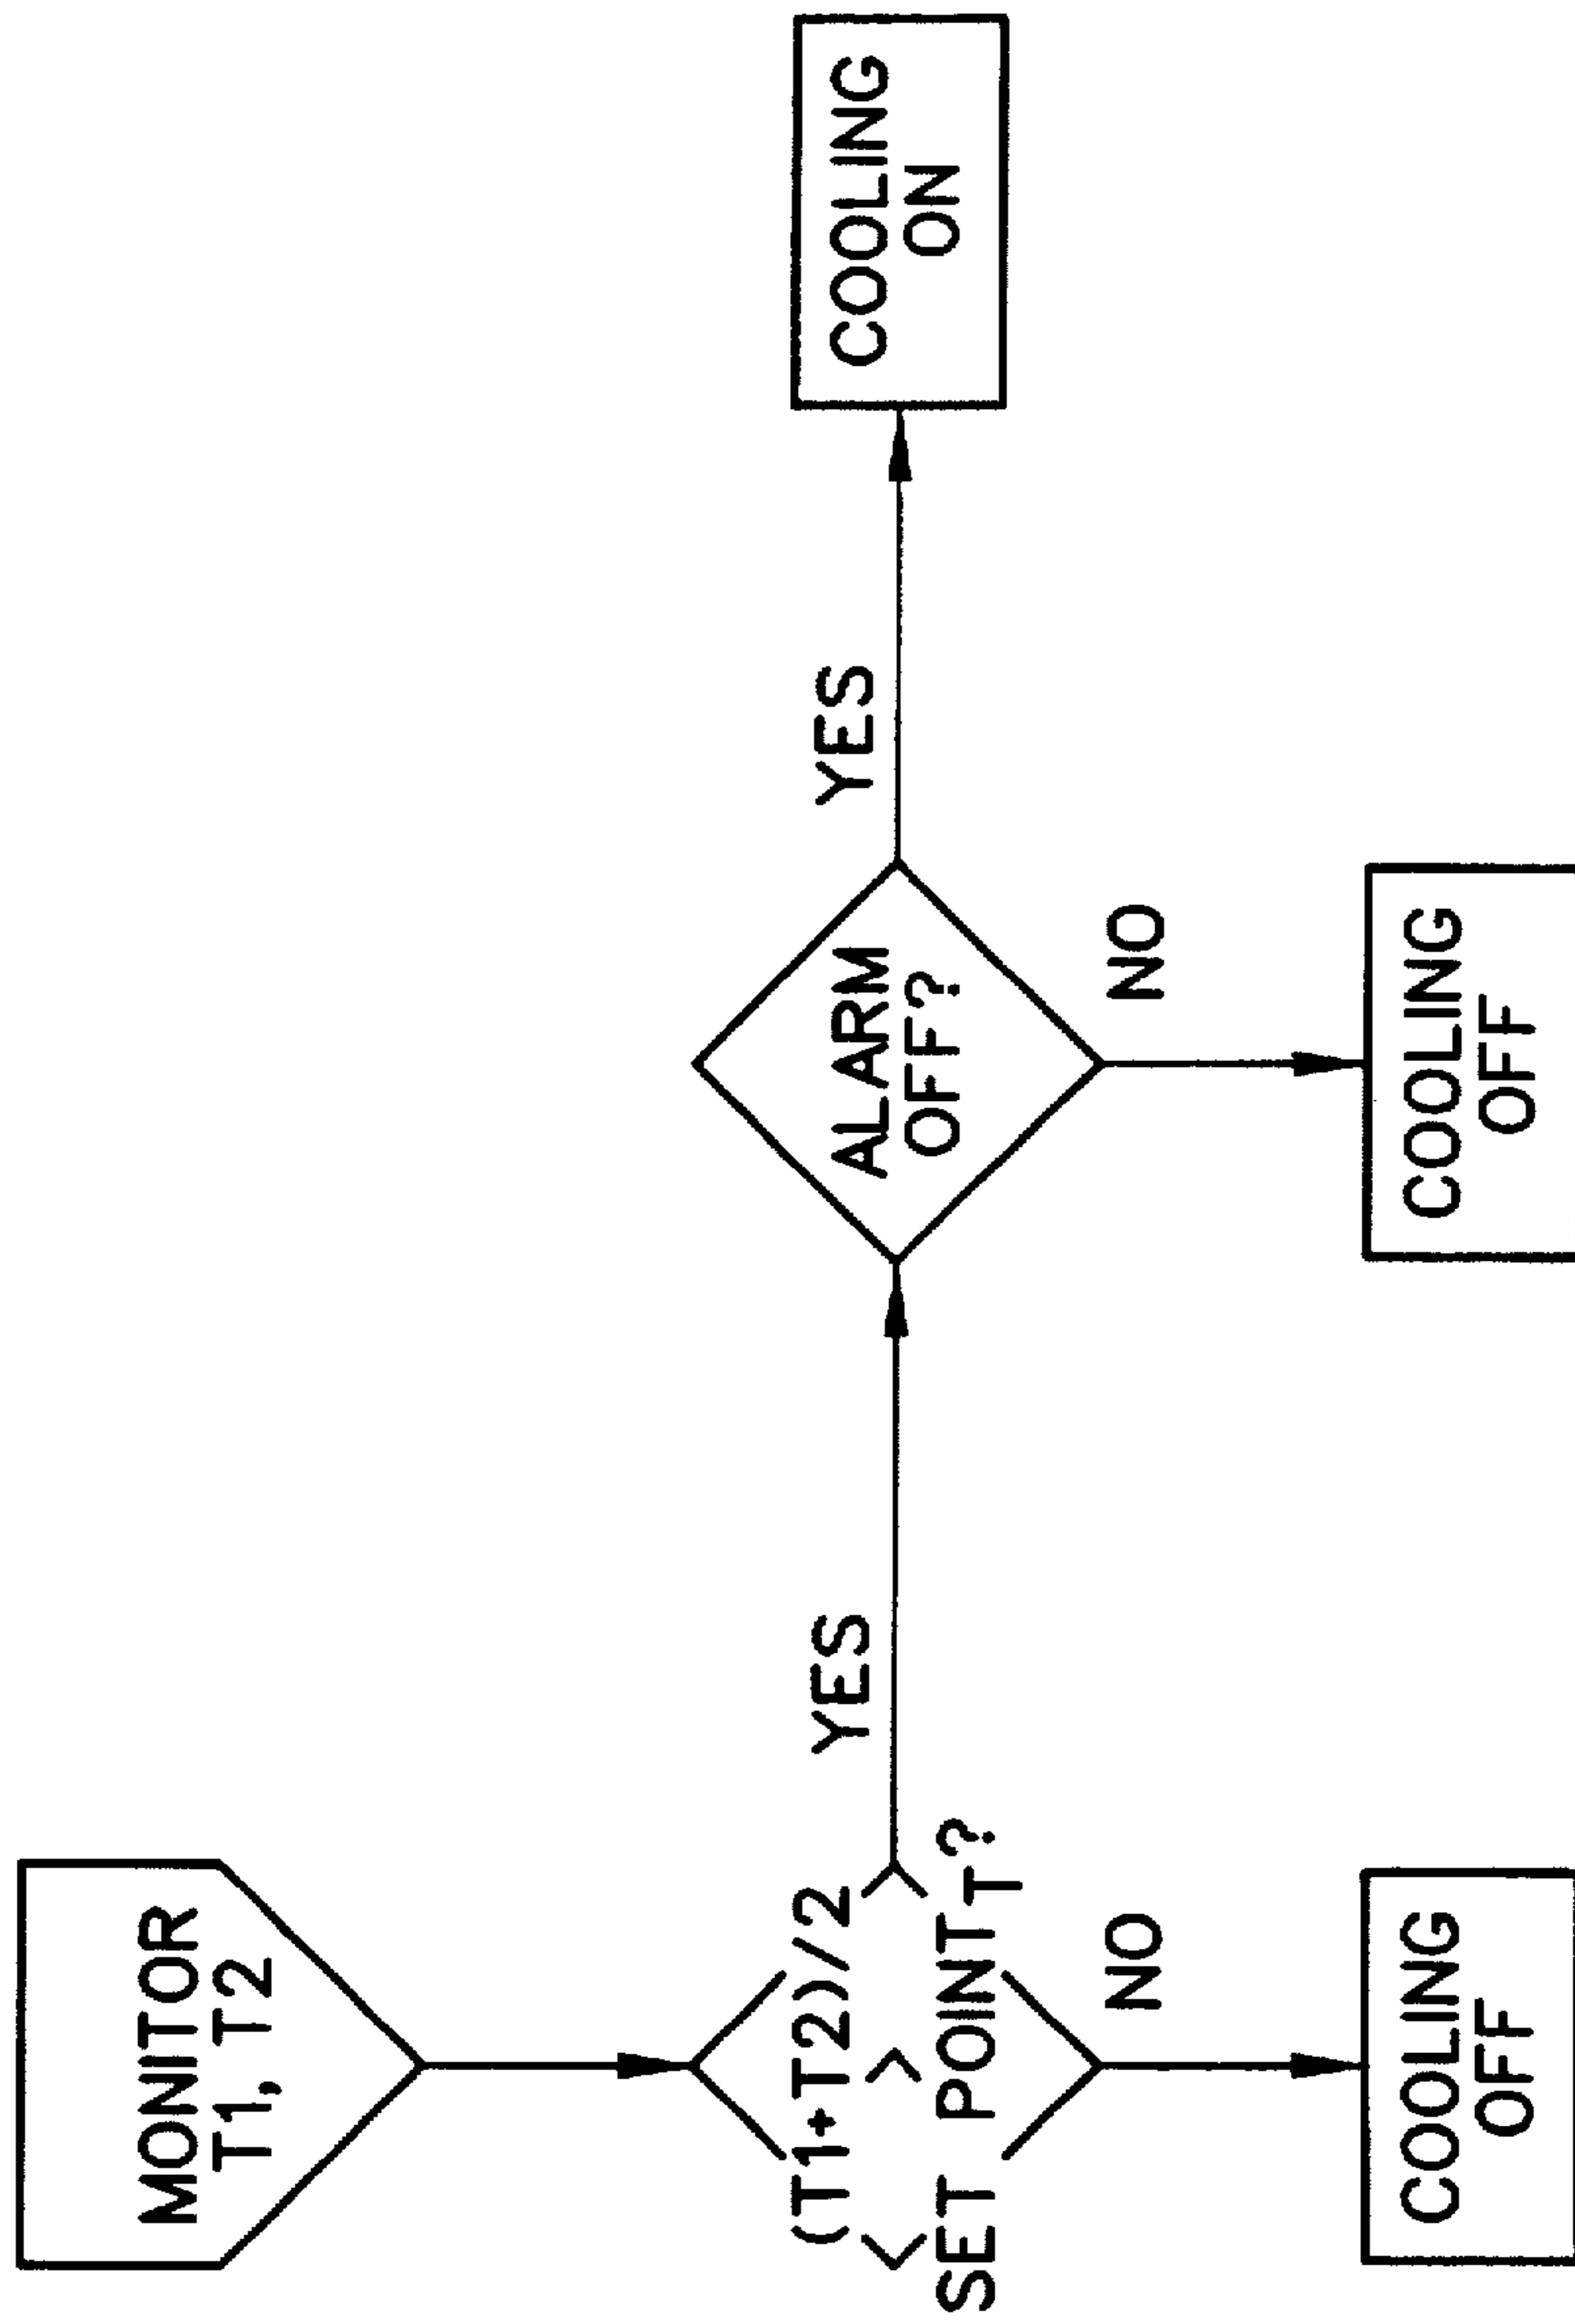 MONITOR
T1, T2
(T1+T2)/2
>
SET POINT T?
YES
NO
COOLING
OFF
ALARM
OFF?
YES
NO
COOLING
OFF
COOLING
ON